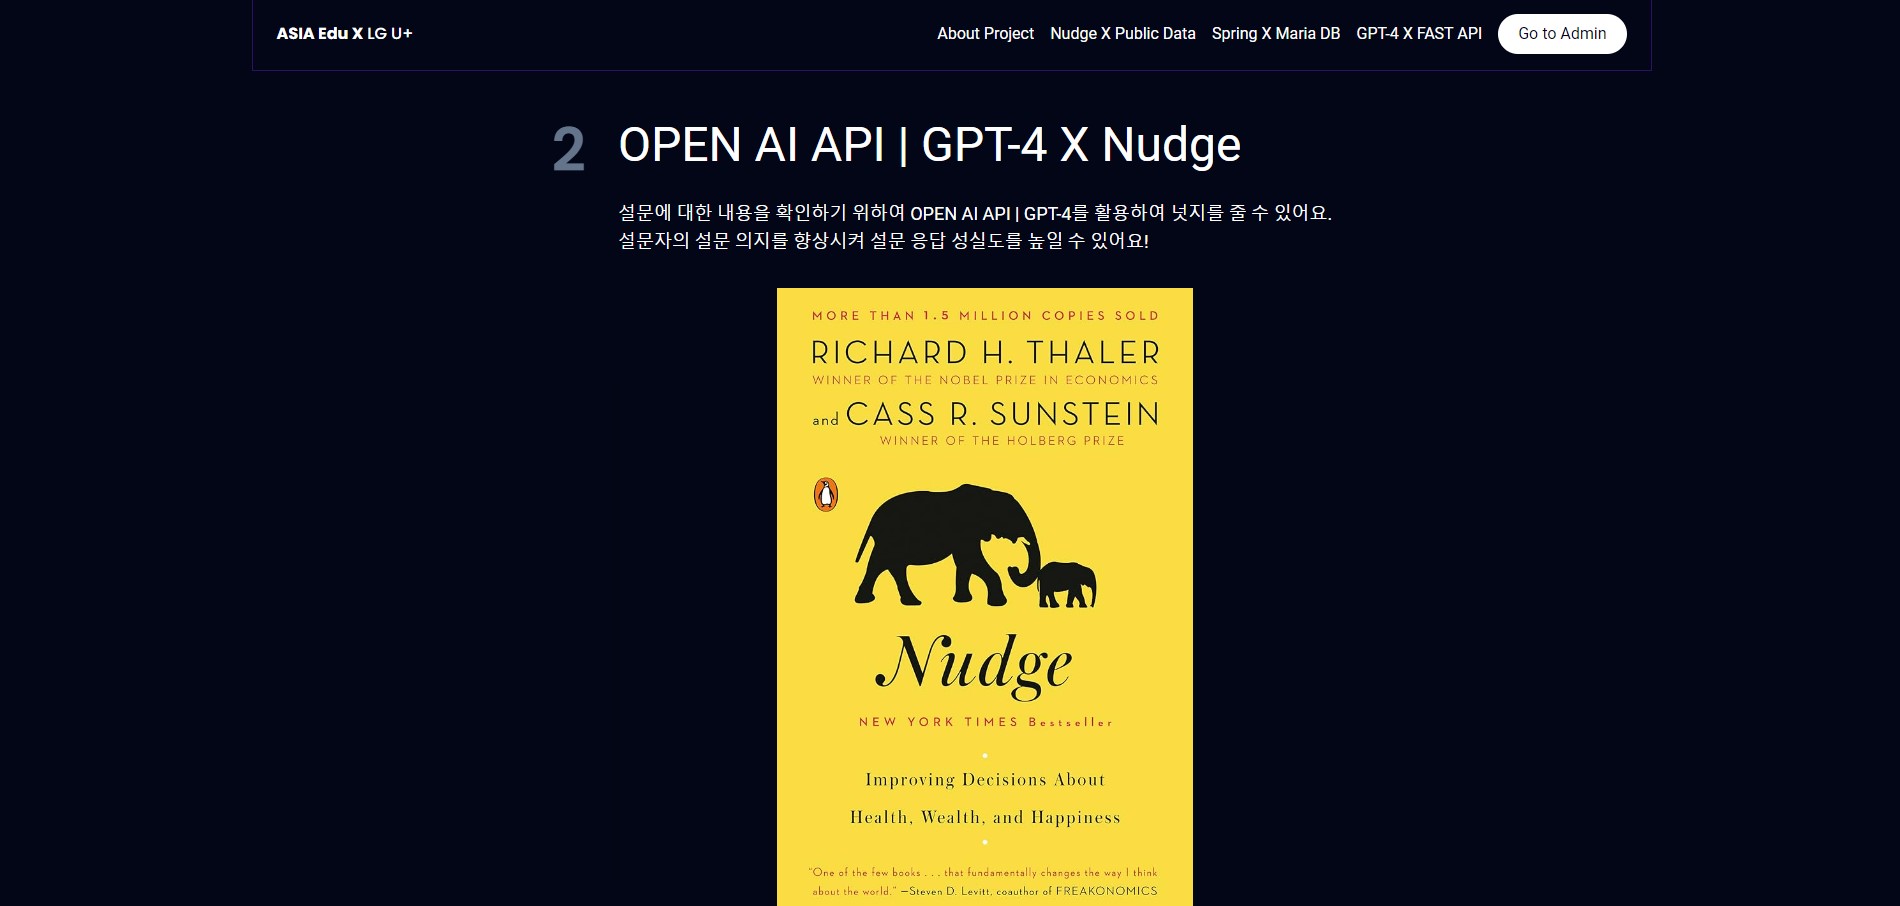 ASIA Edu X LG U+
About Project
Nudge X Public Data
Spring X Maria DB
GPT-4 X FAST API
Go to Admin
2
OPEN AI API | GPT-4 X Nudge
설문에 대한 내용을 확인하기 위하여 OPEN AI API | GPT-4를 활용하여 넛지를 줄 수 있어요.
설문자의 설문 의지를 향상시켜 설문 응답 성실도를 높일 수 있어요!
MORE THAN 1.5 MILLION COPIES SOLD
RICHARD H. THALER
WINNER OF THE NOBEL PRIZE IN ECONOMICS
and CASS R. SUNSTEIN
WINNER OF THE HOLBERG PRIZE
Nudge
NEW YORK TIMES Bestseller
Improving Decisions About
Health, Wealth, and Happiness
"One of the few books . . . that fundamentally changes the way I think
about the world." —Steven D. Levitt, coauthor of FREAKONOMICS